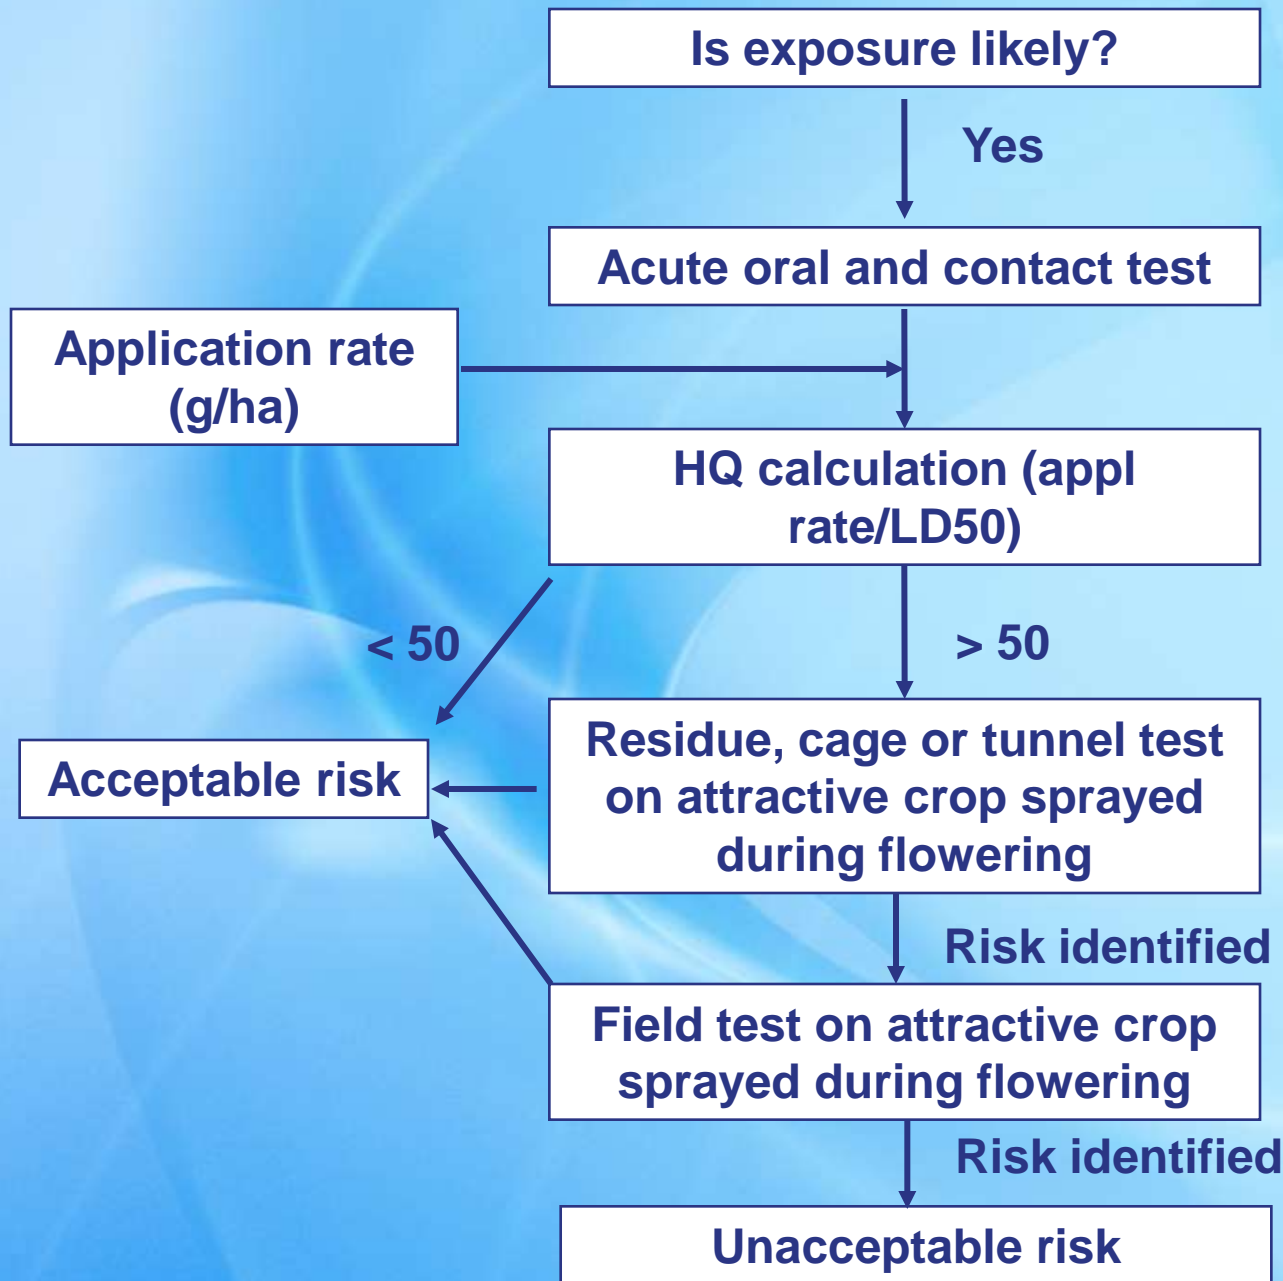 Is exposure likely?
Yes
Acute oral and contact test
Application rate
(g/ha)
HQ calculation (appl
rate/LD50)
< 50
> 50
Acceptable risk
Residue, cage or tunnel test
on attractive crop sprayed
during flowering
Risk identified
Field test on attractive crop
sprayed during flowering
Risk identified
Unacceptable risk